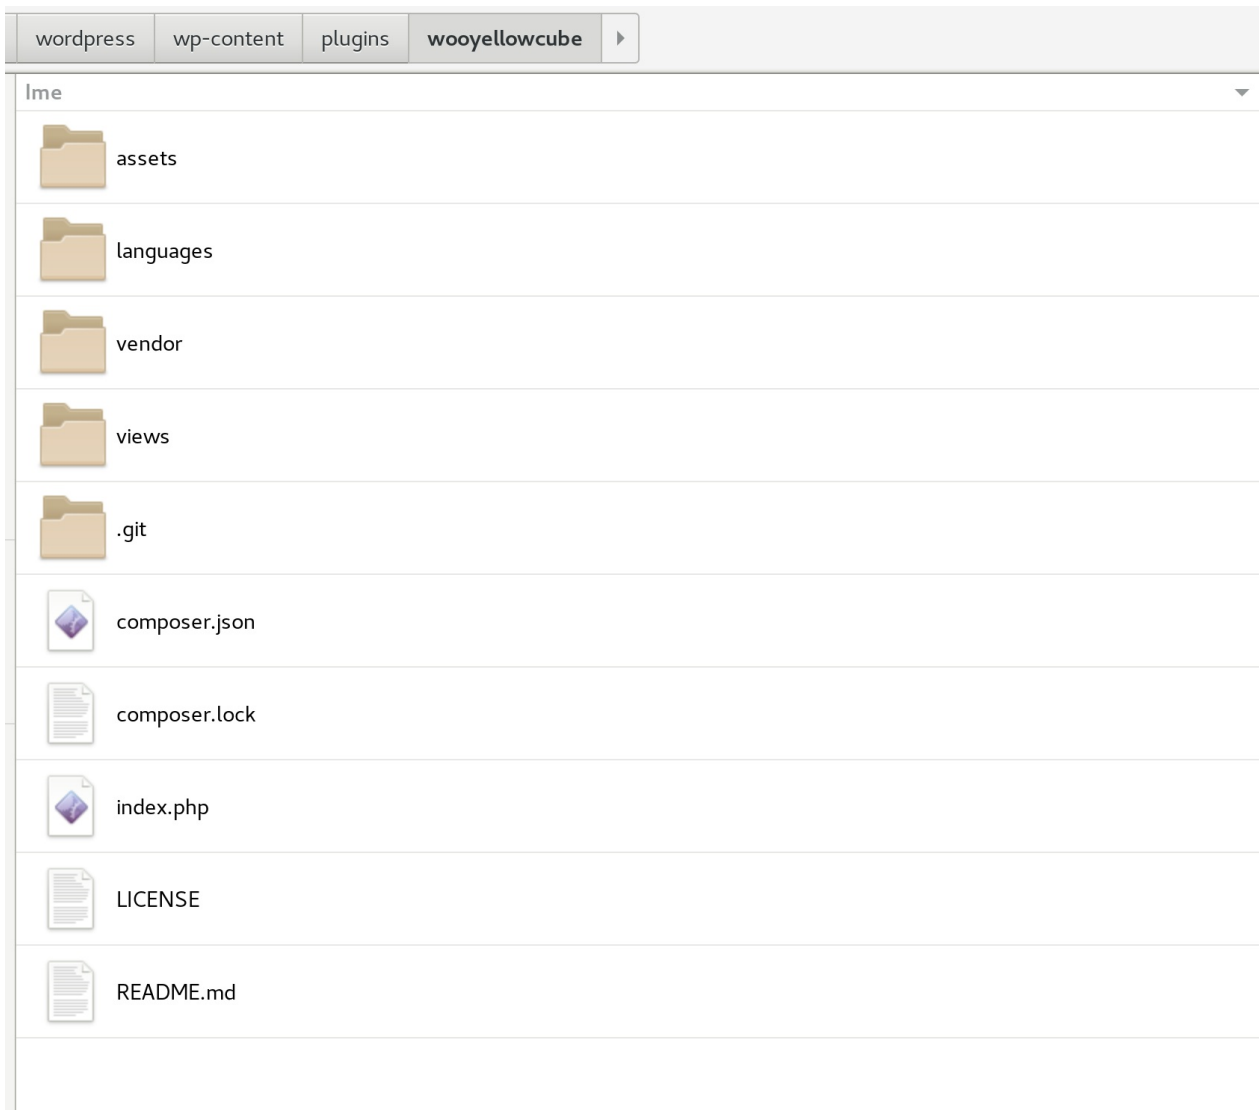 wordpress wp-content plugins wooyellowcube
Ime
assets
languages
vendor
views
.git
composer.json
composer.lock
index.php
LICENSE
README.md